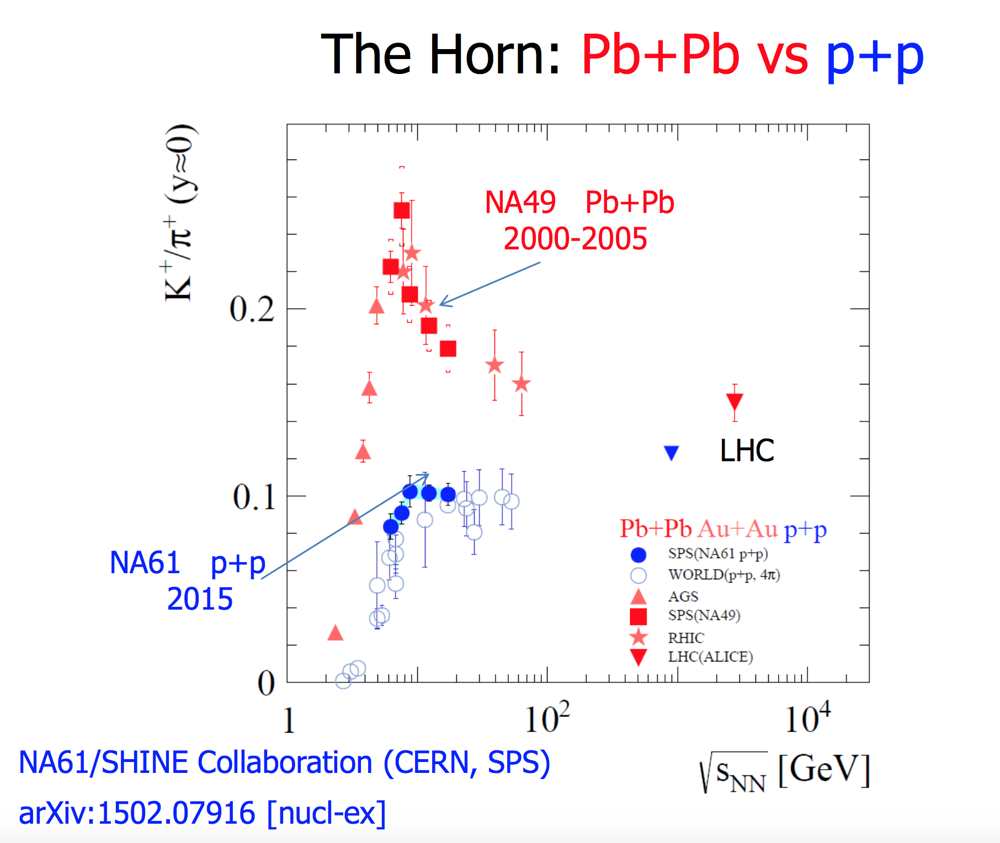 The Horn: Pb+Pb vs p+p
K⁺/π⁺ (y≈0)
NA49 Pb+Pb
2000-2005
0.2
LHC
0.1
Pb+Pb Au+Au p+p
NA61 p+p
2015
SPS(NA61 p+p)
WORLD(p+p, 4π)
AGS
SPS(NA49)
RHIC
LHC(ALICE)
0
1 10² 10⁴
√sNN [GeV]
NA61/SHINE Collaboration (CERN, SPS)
arXiv:1502.07916 [nucl-ex]